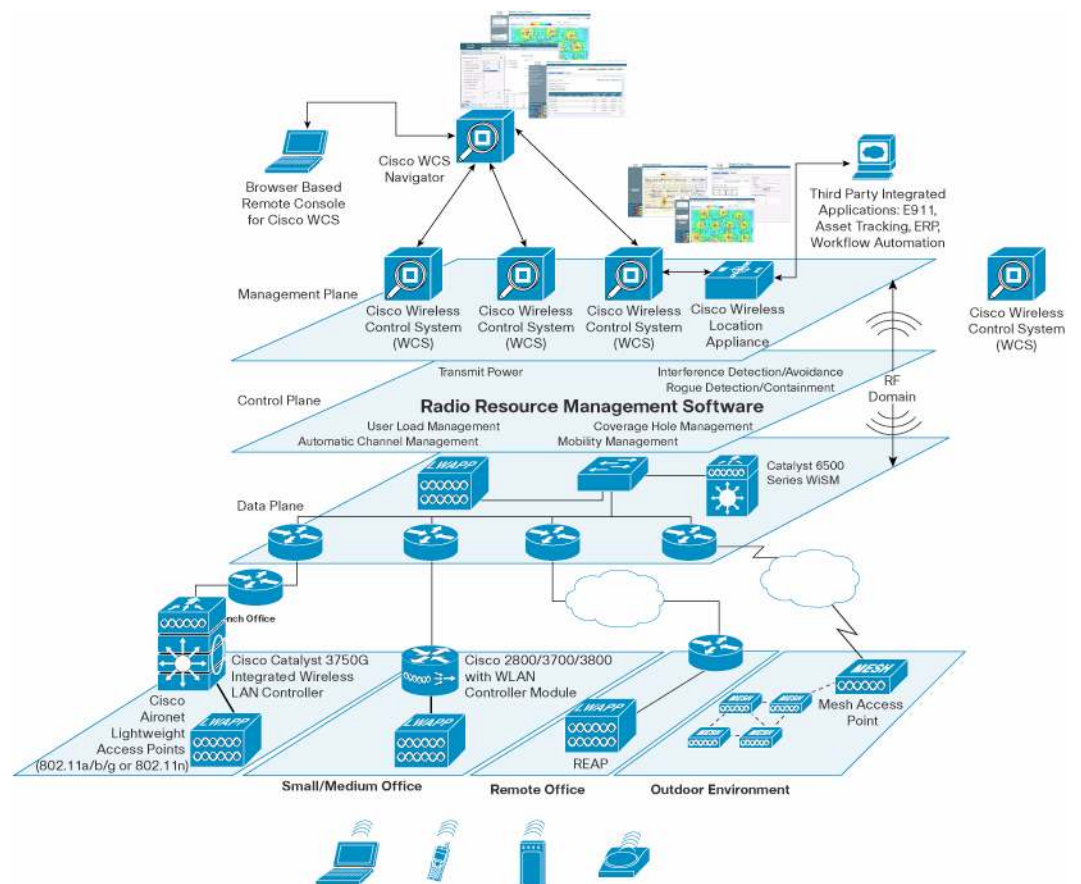 Cisco WCS
Navigator
Browser Based
Remote Console
for Cisco WCS
Third Party Integrated
Applications: E911,
Asset Tracking, ERP,
Workflow Automation
Management Plane
Cisco Wireless
Control System
(WCS)
Cisco Wireless
Control System
(WCS)
Cisco Wireless
Control System
(WCS)
Cisco Wireless
Location
Appliance
Cisco Wireless
Control System
(WCS)
Transmit Power
Interference Detection/Avoidance
Rogue Detection/Containment
RF
Domain
Control Plane
Radio Resource Management Software
User Load Management
Coverage Hole Management
Automatic Channel Management
Mobility Management
LWAPP
Catalyst 6500
Series WiSM
Data Plane
nch Office
Cisco Catalyst 3750G
Integrated Wireless
LAN Controller
Cisco 2800/3700/3800
with WLAN
Controller Module
MESH
Mesh Access
Point
Cisco
Aironet
Lightweight
Access Points
(802.11a/b/g or 802.11n)
LWAPP
LWAPP
LWAPP
REAP
MESH
MESH
MESH
MESH
Small/Medium Office
Remote Office
Outdoor Environment